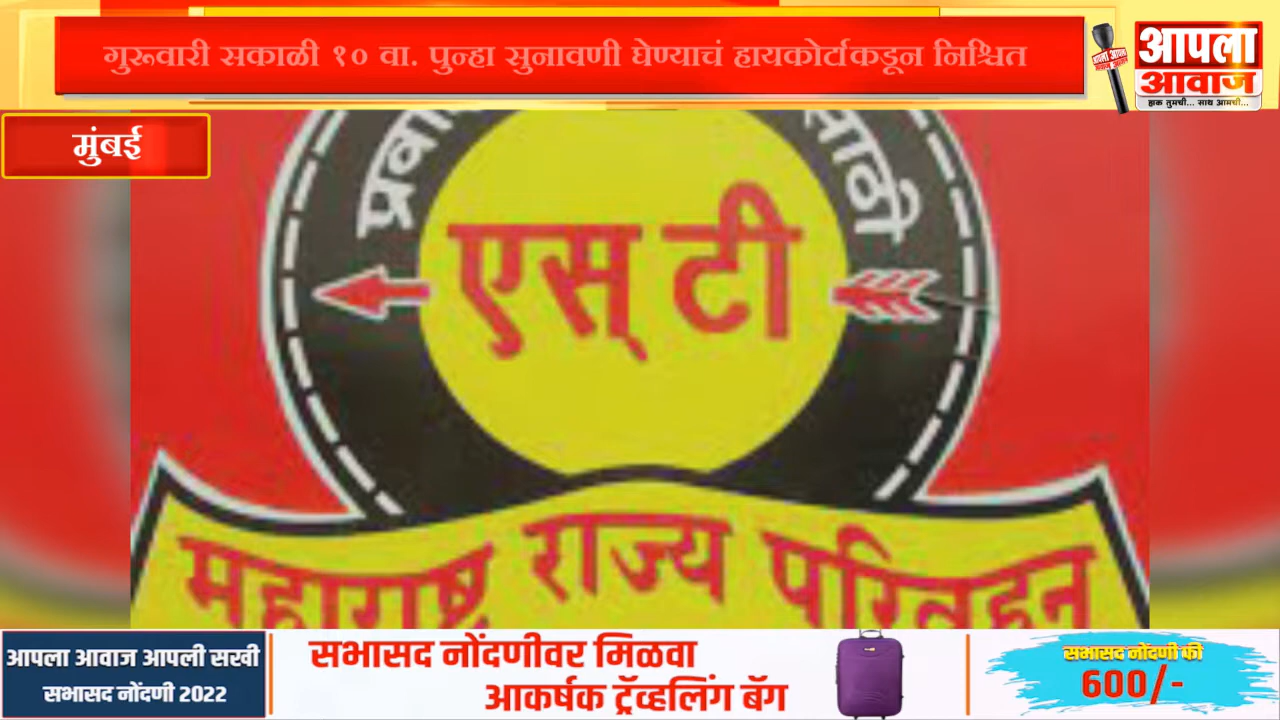 गुरूवारी सकाळी १० वा. पुन्हा सुनावणी घेण्याचं हायकोर्टाकडून निश्चित
आपला
आवाज
हाक तुमची... साथ आमची...
मुंबई
एस् टी
महाराष्ट्र राज्य परिवहन
आपला आवाज आपली सखी
सभासद नोंदणी 2022
सभासद नोंदणीवर मिळवा
आकर्षक ट्रॅव्हलिंग बॅग
सभासद नोंदणी फी
600/-